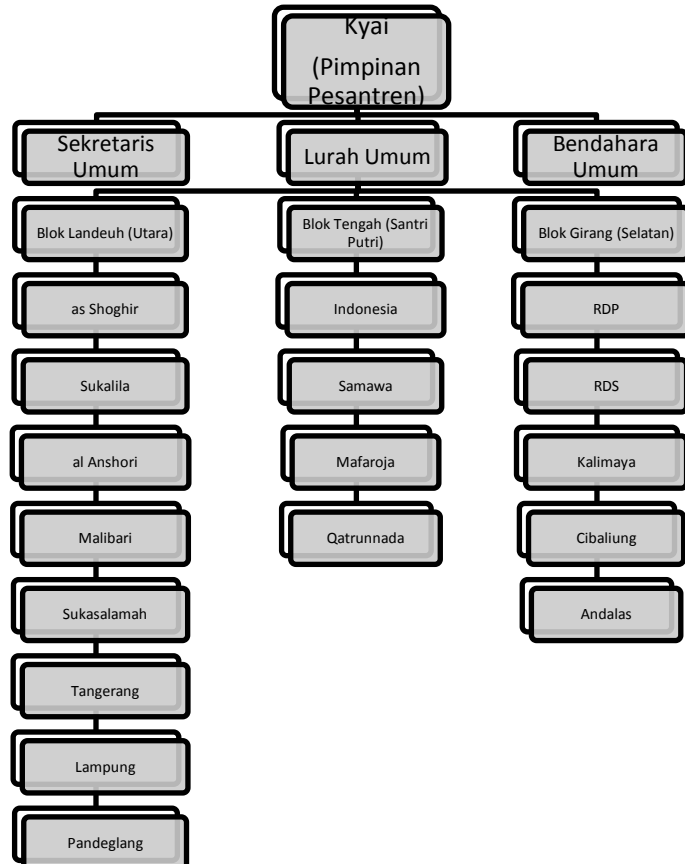 Kyai
(Pimpinan
Pesantren)
Sekretaris
Umum
Lurah Umum
Bendahara
Umum
Blok Landeuh (Utara)
Blok Tengah (Santri
Putri)
Blok Girang (Selatan)
as Shoghir
Indonesia
RDP
Sukalila
Samawa
RDS
al Anshori
Mafaroja
Kalimaya
Malibari
Qatrunnada
Cibaliung
Sukasalamah
Andalas
Tangerang
Lampung
Pandeglang